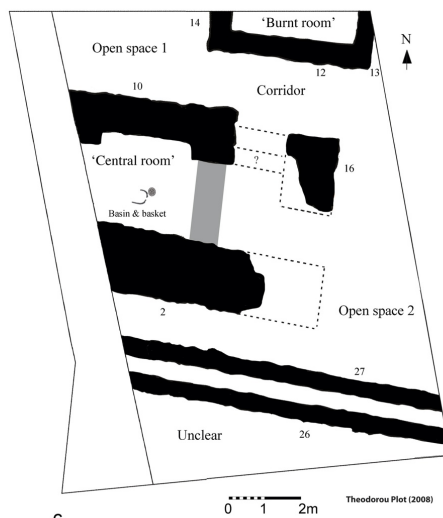 14
'Burnt room'
Open space 1
N
12
13
10
Corridor
?
16
'Central room'
Basin & basket
2
Open space 2
27
Unclear
26
0 1 2m
Theodorou Plot (2008)